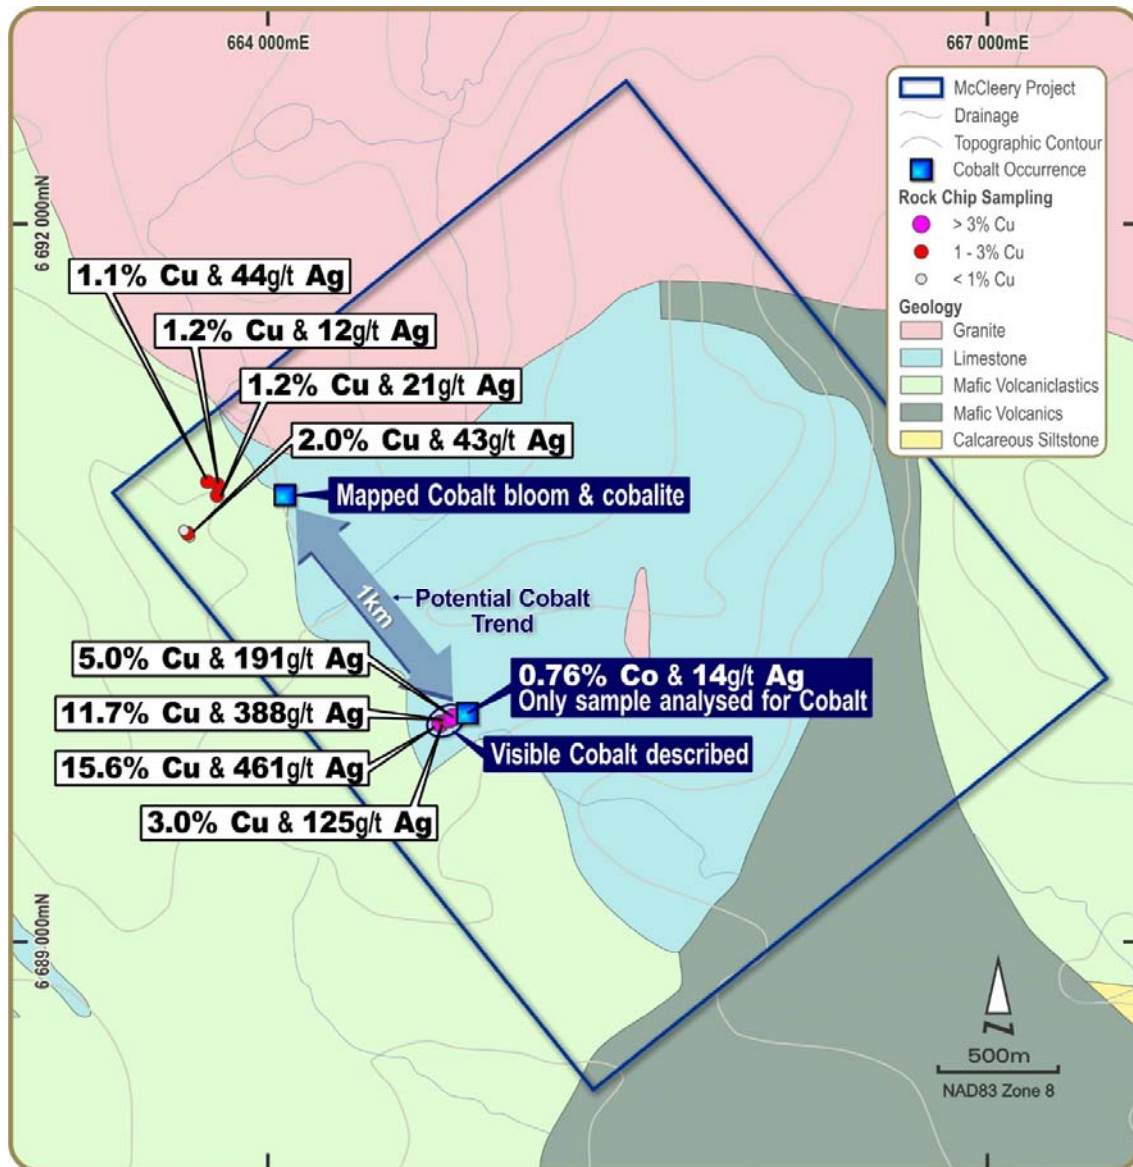 664 000mE
667 000mE
McCleery Project
Drainage
Topographic Contour
Cobalt Occurrence
Rock Chip Sampling
> 3% Cu
1 - 3% Cu
< 1% Cu
Geology
Granite
Limestone
Mafic Volcaniclastics
Mafic Volcanics
Calcareous Siltstone
6 692 000mN
1.1% Cu & 44g/t Ag
1.2% Cu & 12g/t Ag
1.2% Cu & 21g/t Ag
2.0% Cu & 43g/t Ag
Mapped Cobalt bloom & cobalite
1km
Potential Cobalt
Trend
5.0% Cu & 191g/t Ag
11.7% Cu & 388g/t Ag
15.6% Cu & 461g/t Ag
3.0% Cu & 125g/t Ag
0.76% Co & 14g/t Ag
Only sample analysed for Cobalt
Visible Cobalt described
6 689 000mN
N
500m
NAD83 Zone 8